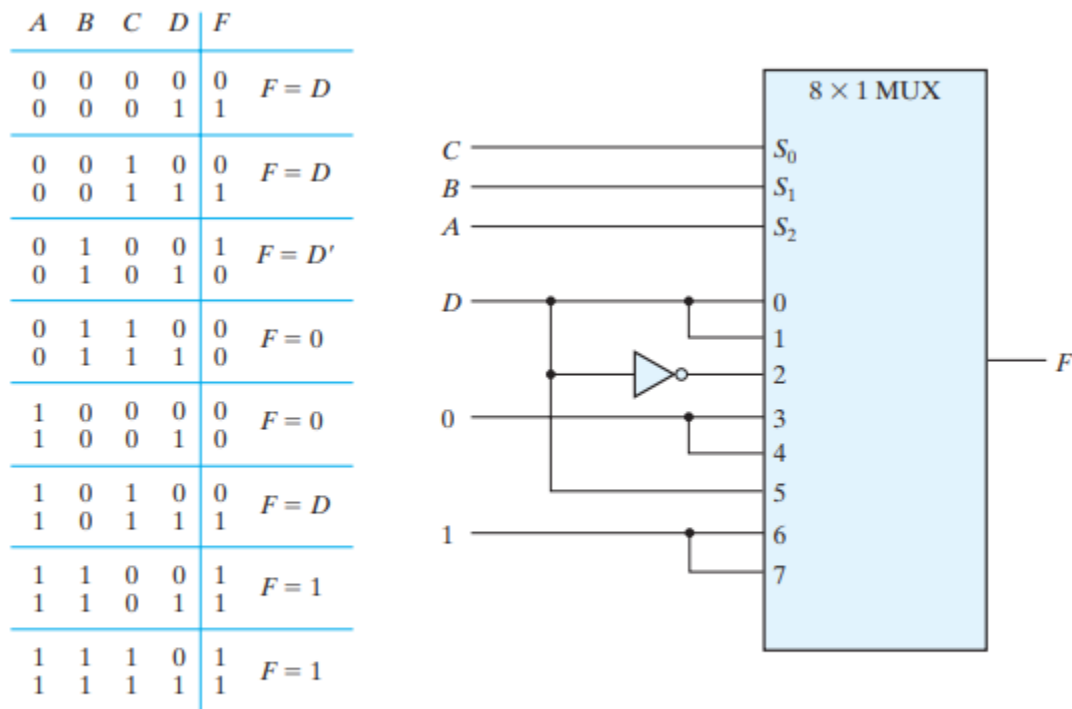 A B C D F
0 0 0 0 0
F = D
0 0 0 1 1
0 0 1 0 0
F = D
0 0 1 1 1
0 1 0 0 1
F = D′
0 1 0 1 0
0 1 1 0 0
F = 0
0 1 1 1 0
1 0 0 0 0
F = 0
1 0 0 1 0
1 0 1 0 0
F = D
1 0 1 1 1
1 1 0 0 1
F = 1
1 1 0 1 1
1 1 1 0 1
F = 1
1 1 1 1 1
8 × 1 MUX
C S0
B S1
A S2
D 0
1
2
0 3
4
5
1 6
7
F